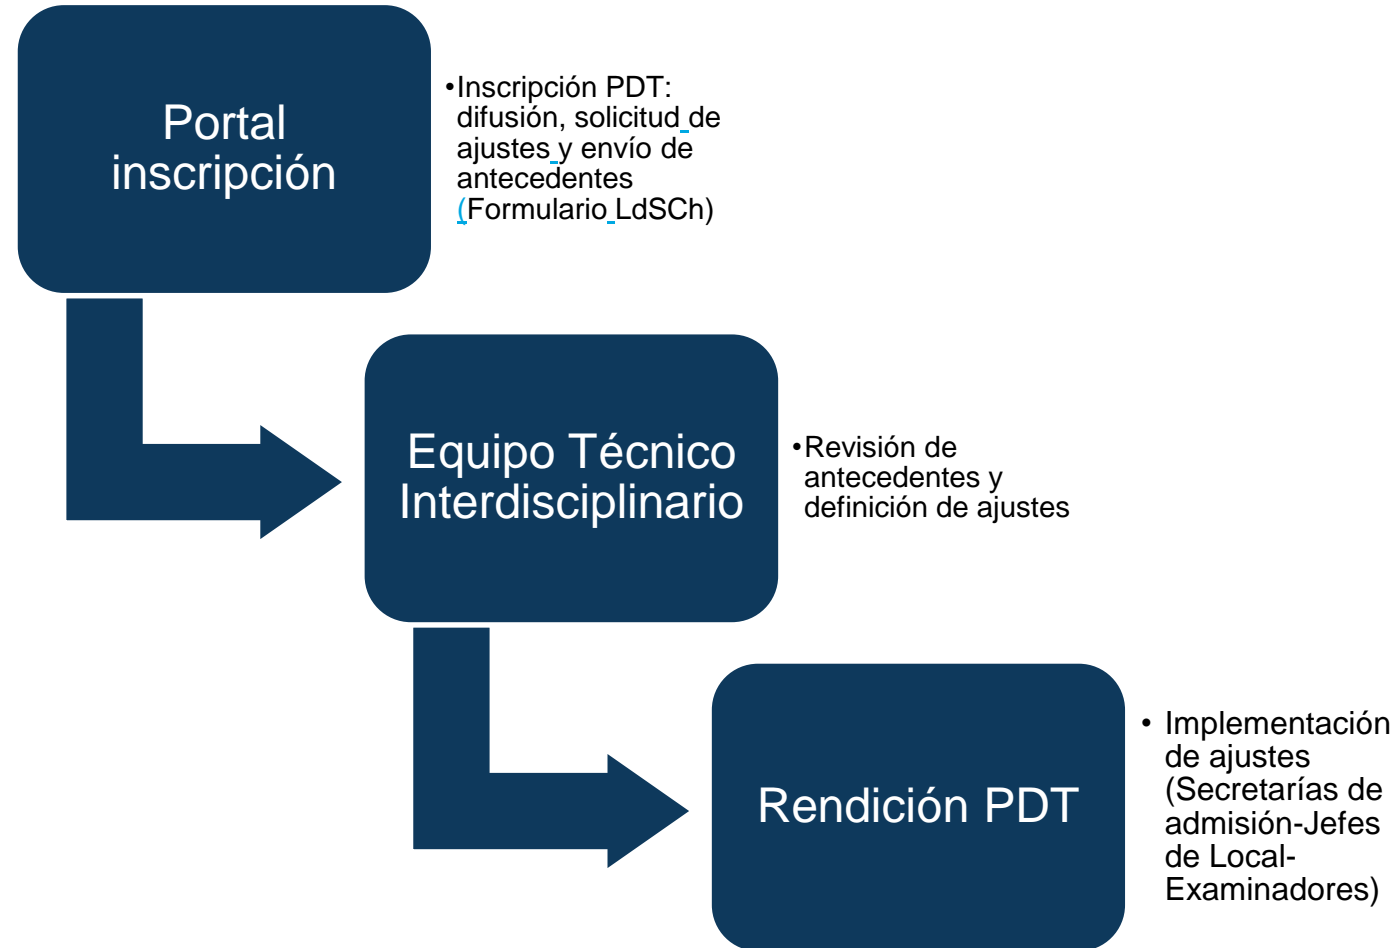 Portal
inscripción
•Inscripción PDT:
difusión, solicitud de
ajustes y envío de
antecedentes
(Formulario LdSCh)
Equipo Técnico
Interdisciplinario
•Revisión de
antecedentes y
definición de ajustes
Rendición PDT
• Implementación
de ajustes
(Secretarías de
admisión-Jefes
de Local-
Examinadores)